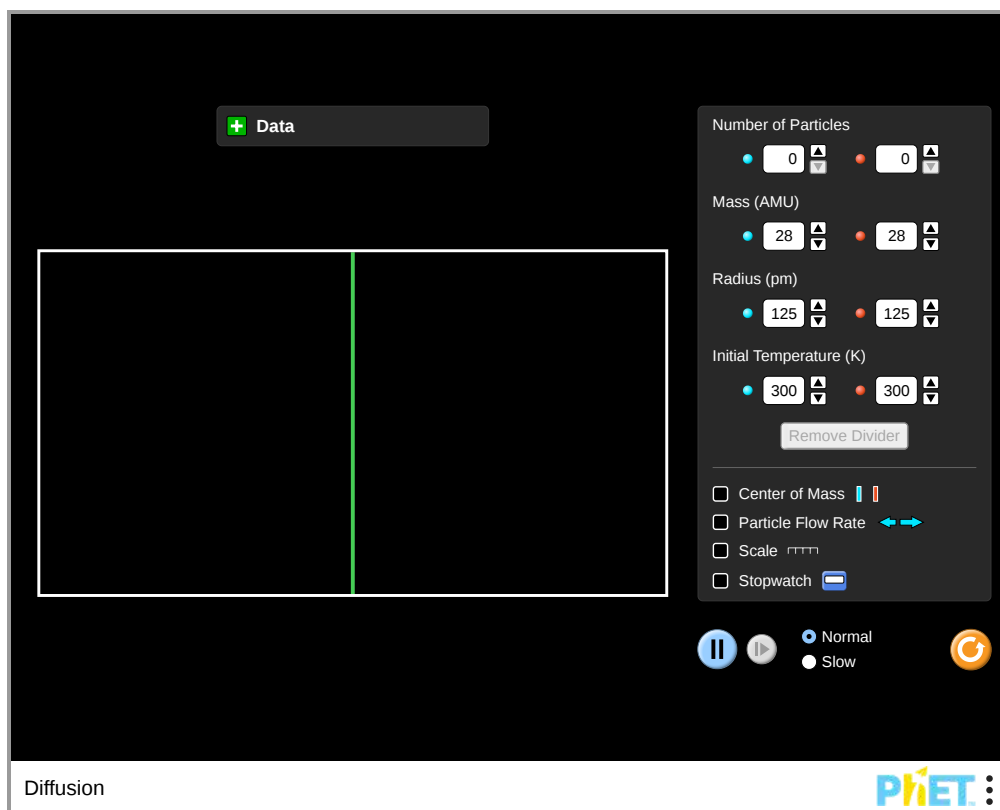 Data
Number of Particles
0 0
Mass (AMU)
28 28
Radius (pm)
125 125
Initial Temperature (K)
300 300
Remove Divider
Center of Mass
Particle Flow Rate
Scale
Stopwatch
Normal
Slow
Diffusion
PhET